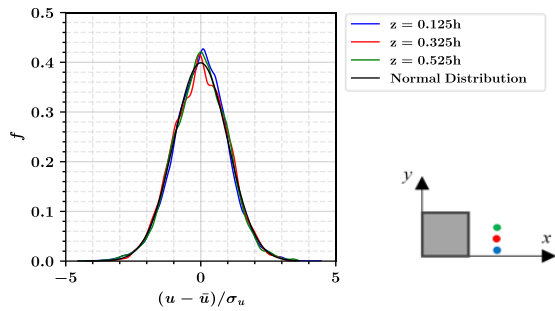 0.5
0.4
0.3
0.2
0.1
0.0
f
−5
0
5
(u − ū)/σᵤ
z = 0.125h
z = 0.325h
z = 0.525h
Normal Distribution
y
x